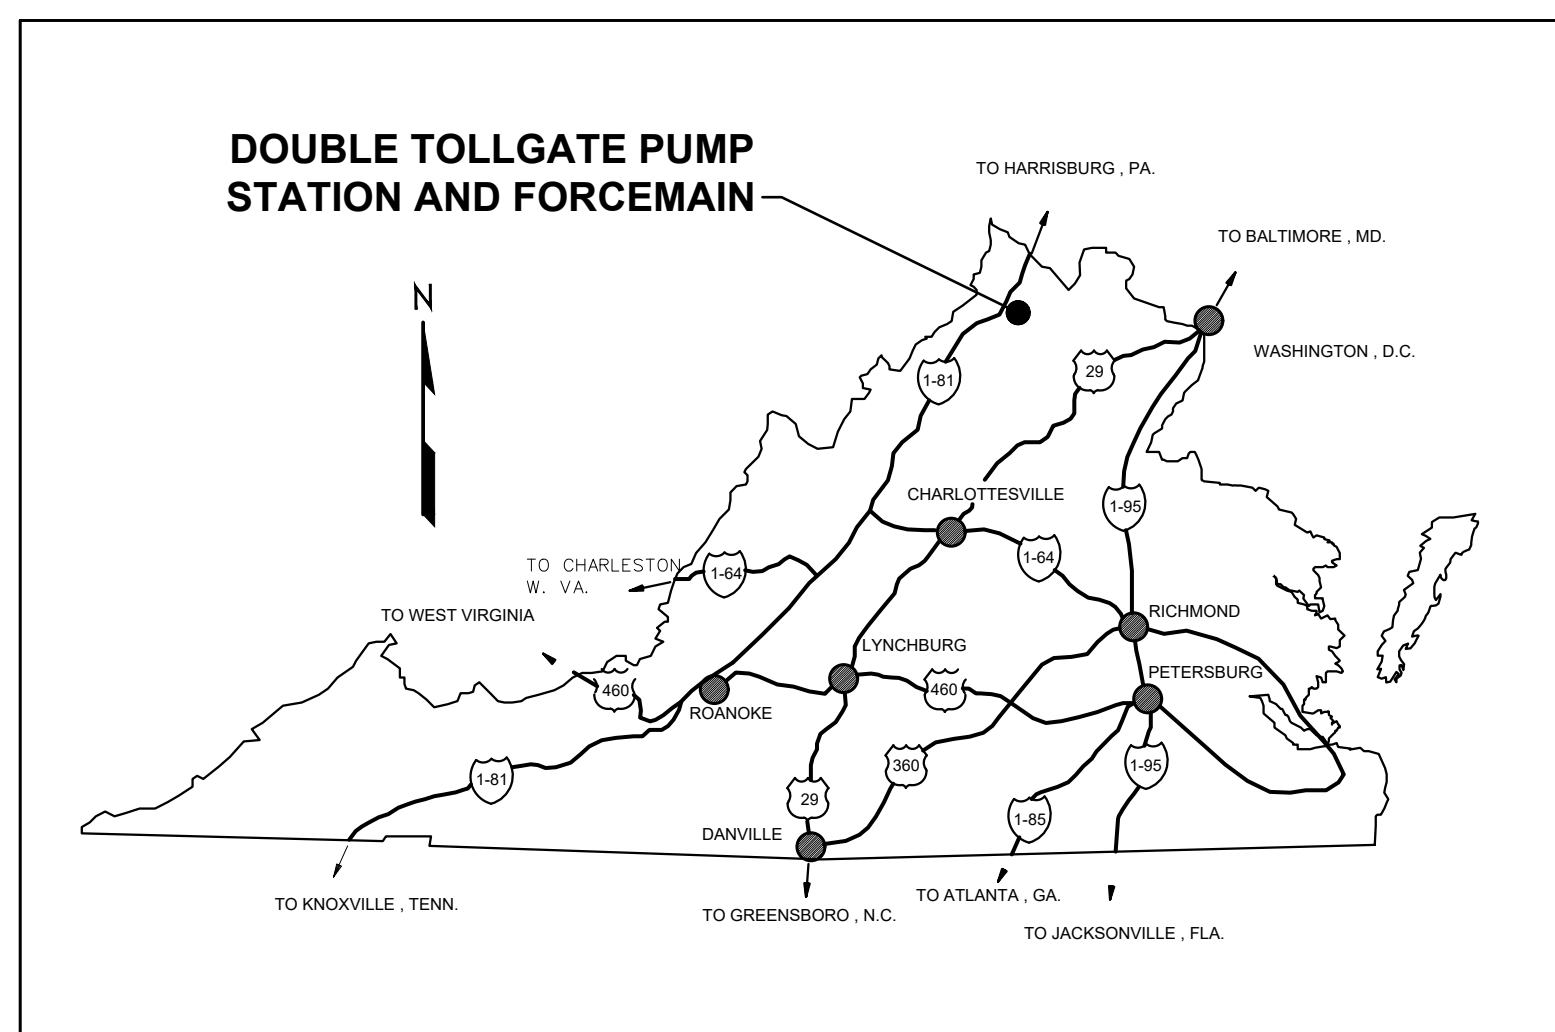 DOUBLE TOLLGATE PUMP
STATION AND FORCEMAIN
TO HARRISBURG , PA.
TO BALTIMORE , MD.
N
WASHINGTON , D.C.
29
1-81
CHARLOTTESVILLE
1-95
1-64
TO CHARLESTON
W. VA.
1-64
TO WEST VIRGINIA
RICHMOND
LYNCHBURG
PETERSBURG
460
460
ROANOKE
360
1-95
1-81
29
1-85
DANVILLE
TO KNOXVILLE , TENN.
TO ATLANTA , GA.
TO GREENSBORO , N.C.
TO JACKSONVILLE , FLA.